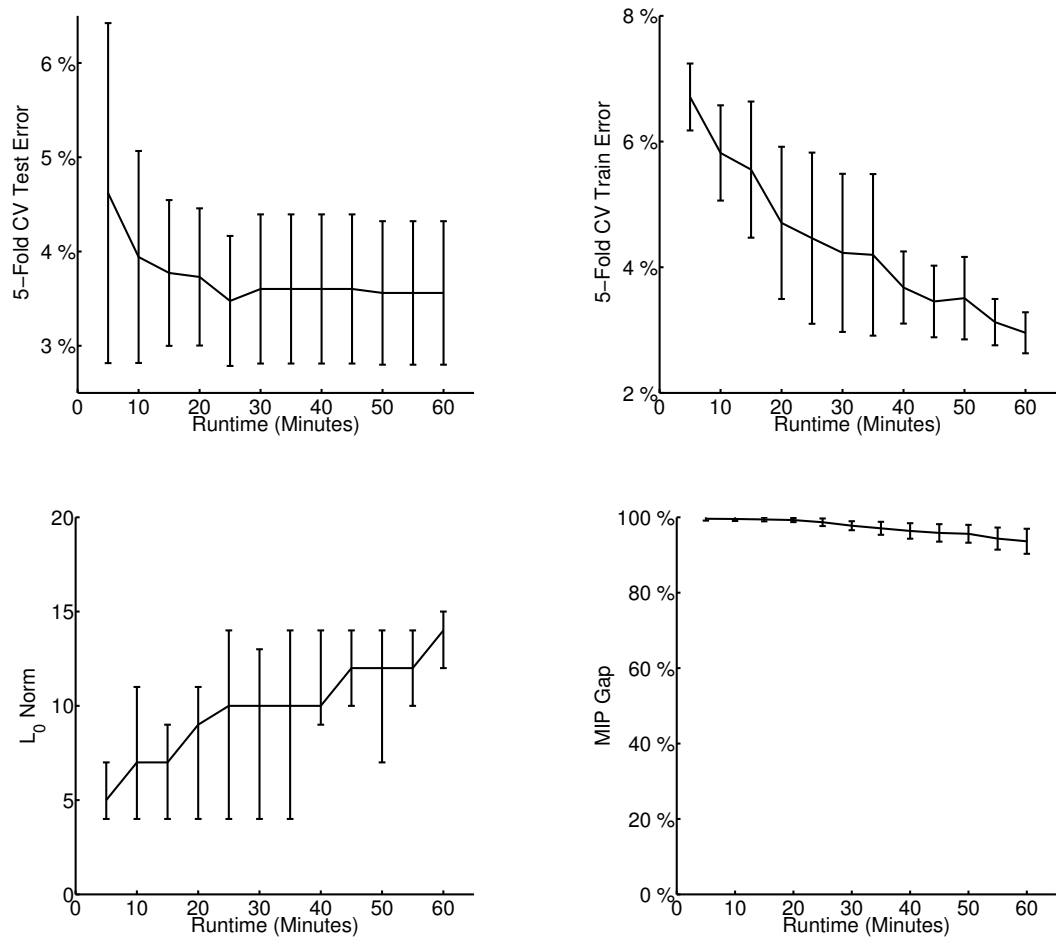 6 %
5 %
4 %
3 %
5−Fold CV Test Error
0 10 20 30 40 50 60
Runtime (Minutes)
8 %
6 %
4 %
2 %
5−Fold CV Train Error
0 10 20 30 40 50 60
Runtime (Minutes)
20
15
10
5
0
L0 Norm
0 10 20 30 40 50 60
Runtime (Minutes)
100 %
80 %
60 %
40 %
20 %
0 %
MIP Gap
0 10 20 30 40 50 60
Runtime (Minutes)